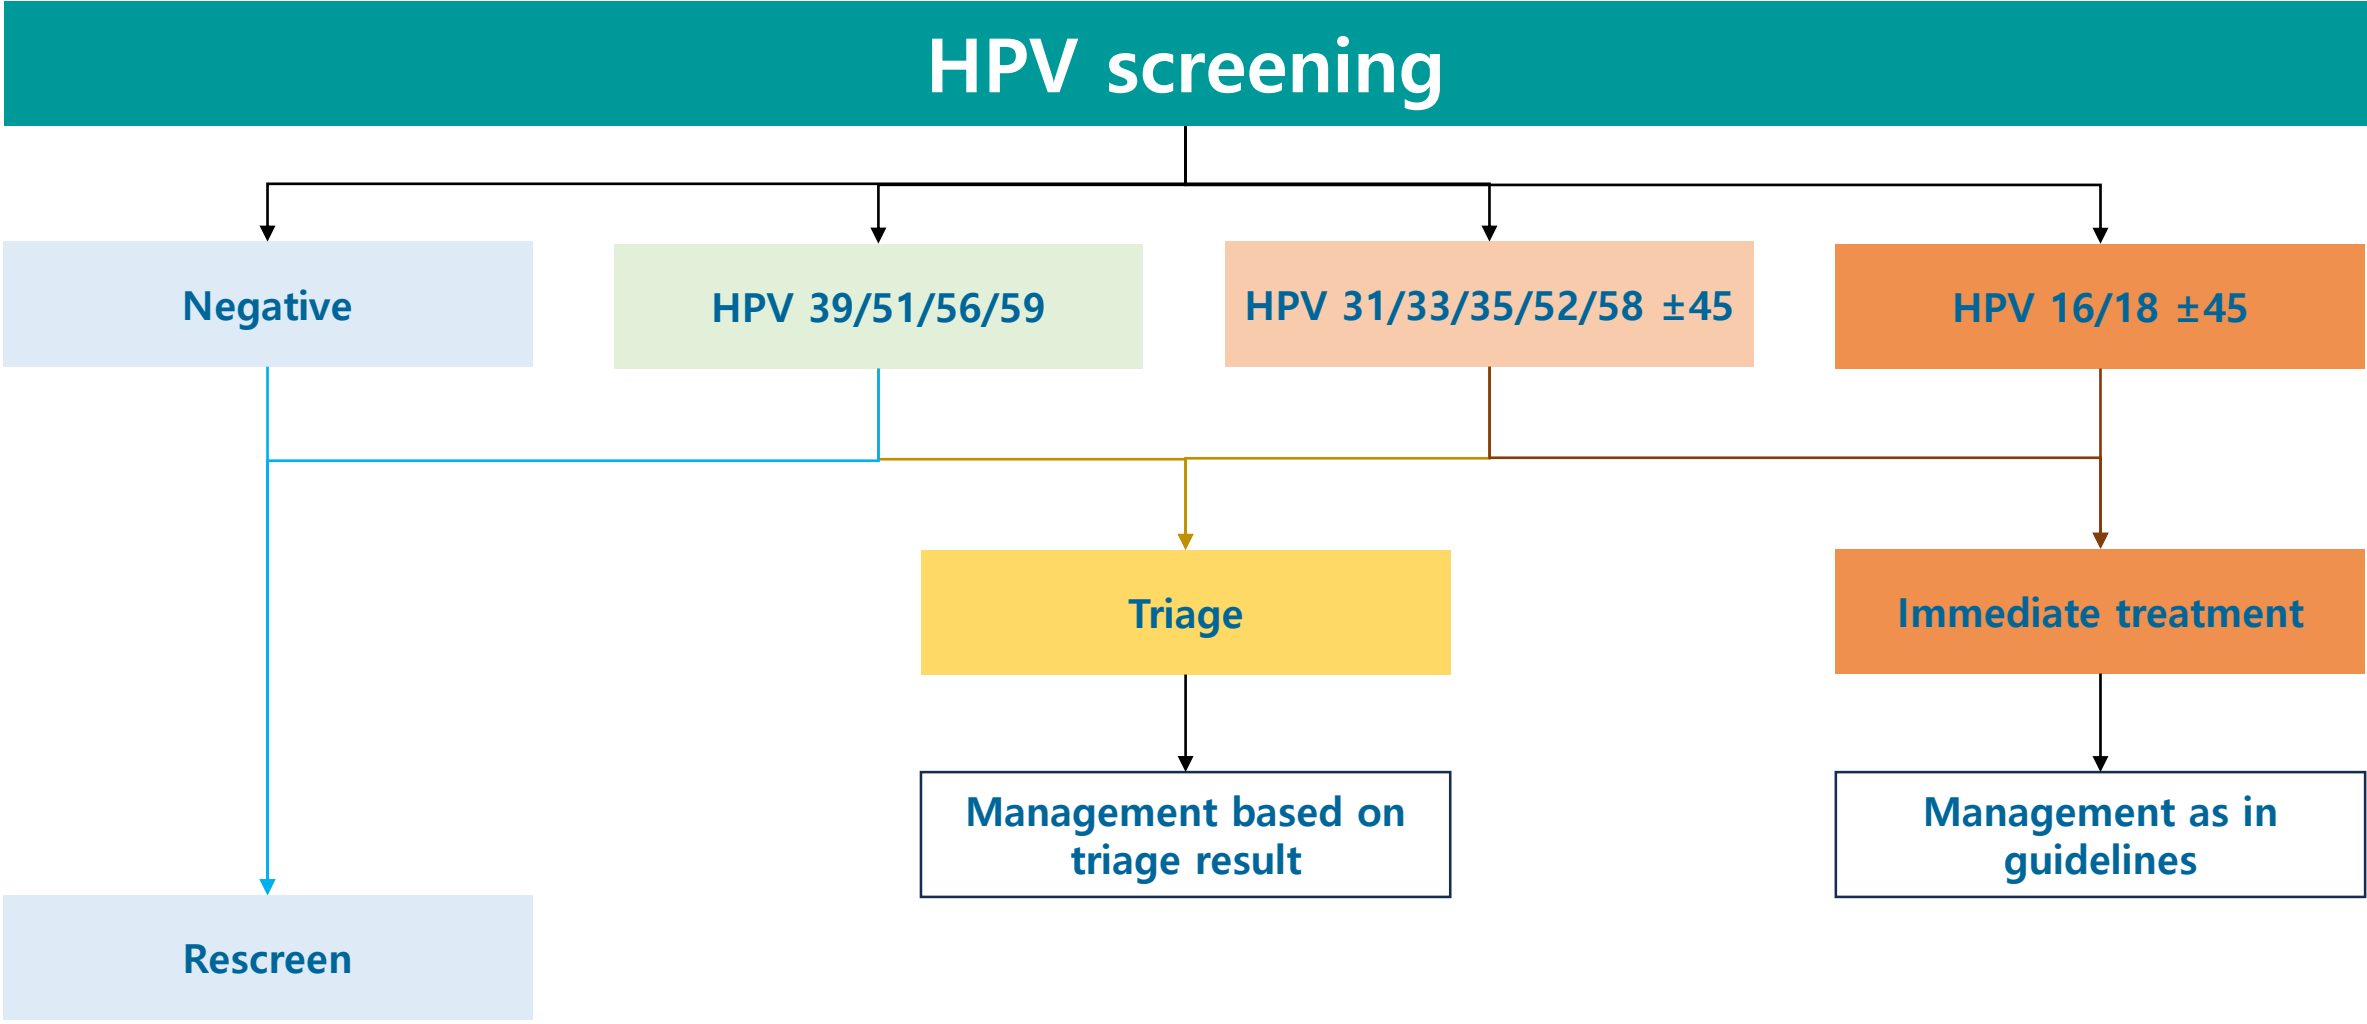 HPV screening
Negative
HPV 39/51/56/59
HPV 31/33/35/52/58 ±45
HPV 16/18 ±45
Triage
Immediate treatment
Management based on
triage result
Management as in
guidelines
Rescreen